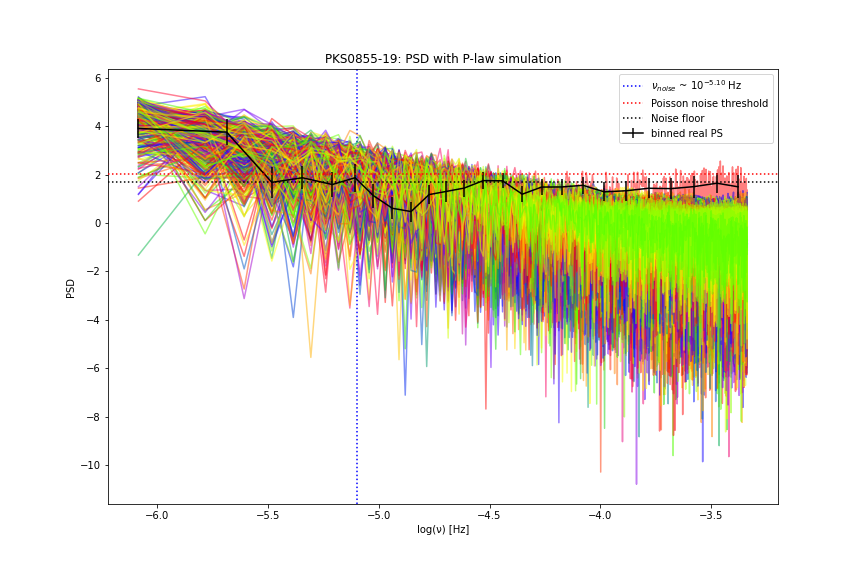 PKS0855-19: PSD with P-law simulation
6
4
2
0
−2
−4
−6
−8
−10
PSD
ν_noise ~ 10^−5.10 Hz
Poisson noise threshold
Noise floor
binned real PS
−6.0 −5.5 −5.0 −4.5 −4.0 −3.5
log(ν) [Hz]